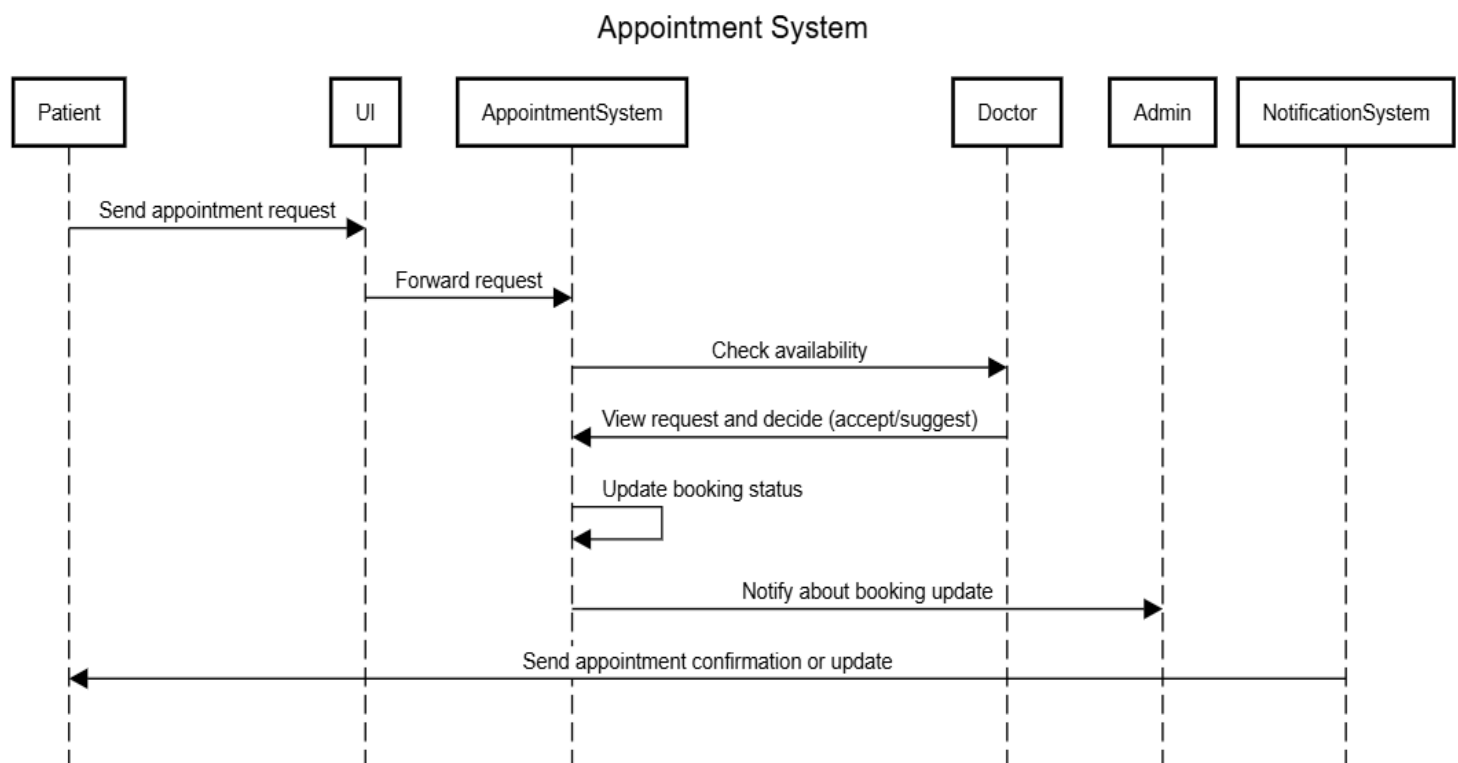 Appointment System
Patient
UI
AppointmentSystem
Doctor
Admin
NotificationSystem
Send appointment request
Forward request
Check availability
View request and decide (accept/suggest)
Update booking status
Notify about booking update
Send appointment confirmation or update